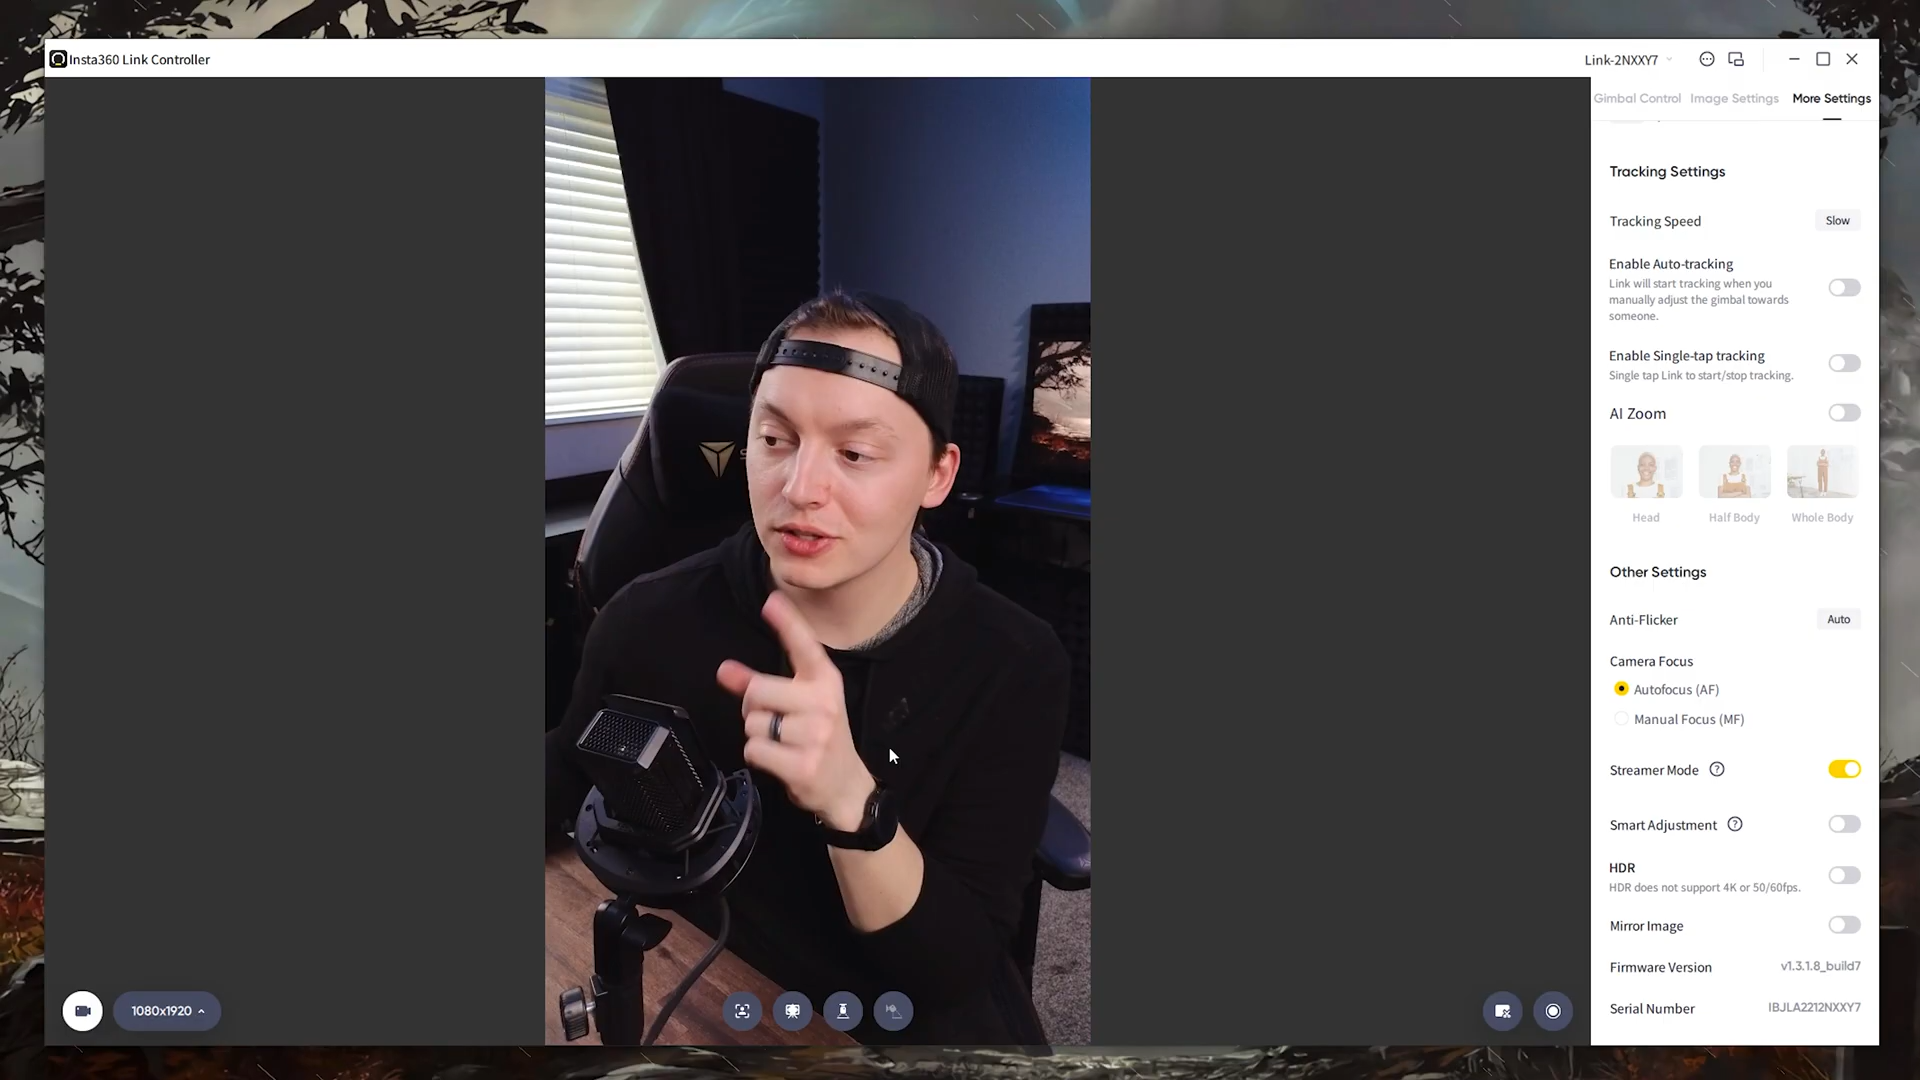 Insta360 Link Controller
Link-2NXXY7
Gimbal Control Image Settings More Settings
Tracking Settings
Tracking Speed Slow
Enable Auto-tracking
Link will start tracking when you
manually adjust the gimbal towards
someone.
Enable Single-tap tracking
Single tap Link to start/stop tracking.
AI Zoom
Head Half Body Whole Body
Other Settings
Anti-Flicker Auto
Camera Focus
Autofocus (AF)
Manual Focus (MF)
Streamer Mode ?
Smart Adjustment ?
HDR
HDR does not support 4K or 50/60fps.
Mirror Image
Firmware Version v1.3.1.8_build7
Serial Number IBJLA2212NXXY7
1080x1920